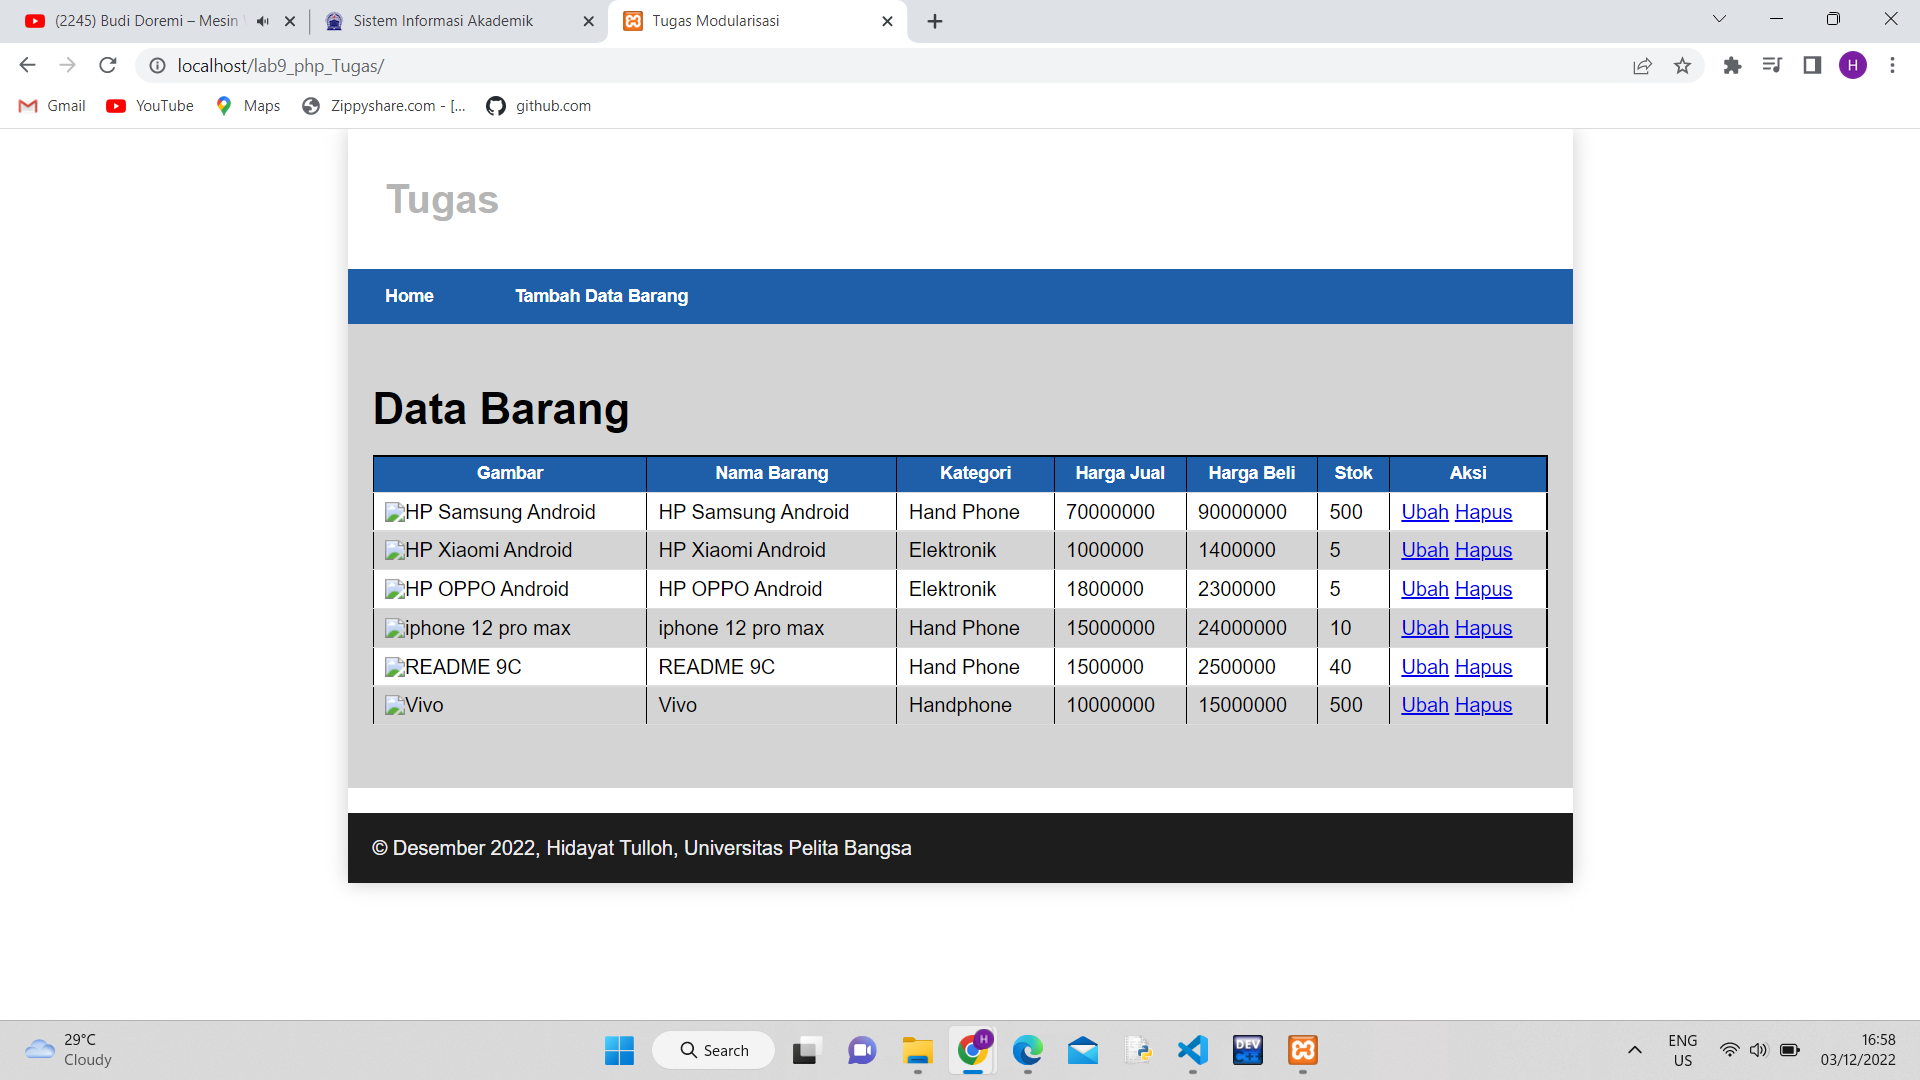 (2245) Budi Doremi – Mesin
Sistem Informasi Akademik
Tugas Modularisasi
localhost/lab9_php_Tugas/
H
Gmail
YouTube
Maps
Zippyshare.com - [...
github.com
Tugas
Home
Tambah Data Barang
Data Barang
Gambar Nama Barang Kategori Harga Jual Harga Beli Stok Aksi
HP Samsung Android HP Samsung Android Hand Phone 70000000 90000000 500 Ubah Hapus
HP Xiaomi Android HP Xiaomi Android Elektronik 1000000 1400000 5 Ubah Hapus
HP OPPO Android HP OPPO Android Elektronik 1800000 2300000 5 Ubah Hapus
iphone 12 pro max iphone 12 pro max Hand Phone 15000000 24000000 10 Ubah Hapus
README 9C README 9C Hand Phone 1500000 2500000 40 Ubah Hapus
Vivo Vivo Handphone 10000000 15000000 500 Ubah Hapus
© Desember 2022, Hidayat Tulloh, Universitas Pelita Bangsa
29°C
Cloudy
Search
H
DEV
C++
ENG
US
16:58
03/12/2022